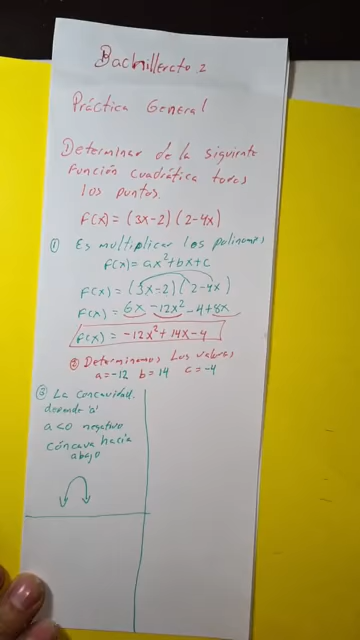 Bachillerato 2
Práctica General
Determinar de la siguiente
función cuadrática todos
los puntos.
f(x) = (3x-2)(2-4x)
① Es multiplicar los polinomios
f(x) = ax²+bx+c
f(x) = (3x-2)(2-4x)
f(x) = 6x -12x² -4+8x
f(x) = -12x² + 14x -4
② Determinamos los valores
a=-12 b=14 c=-4
③ La concavidad.
depende 'a'
a<0 negativo
cóncava hacia
abajo